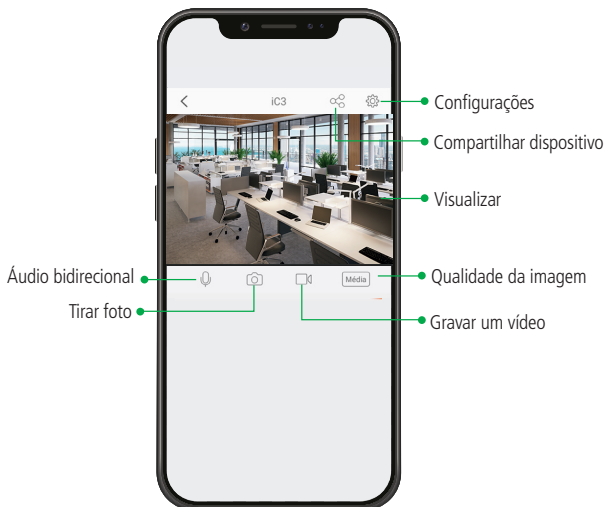 iC3
Configurações
Compartilhar dispositivo
Visualizar
Áudio bidirecional
Média
Qualidade da imagem
Tirar foto
Gravar um vídeo